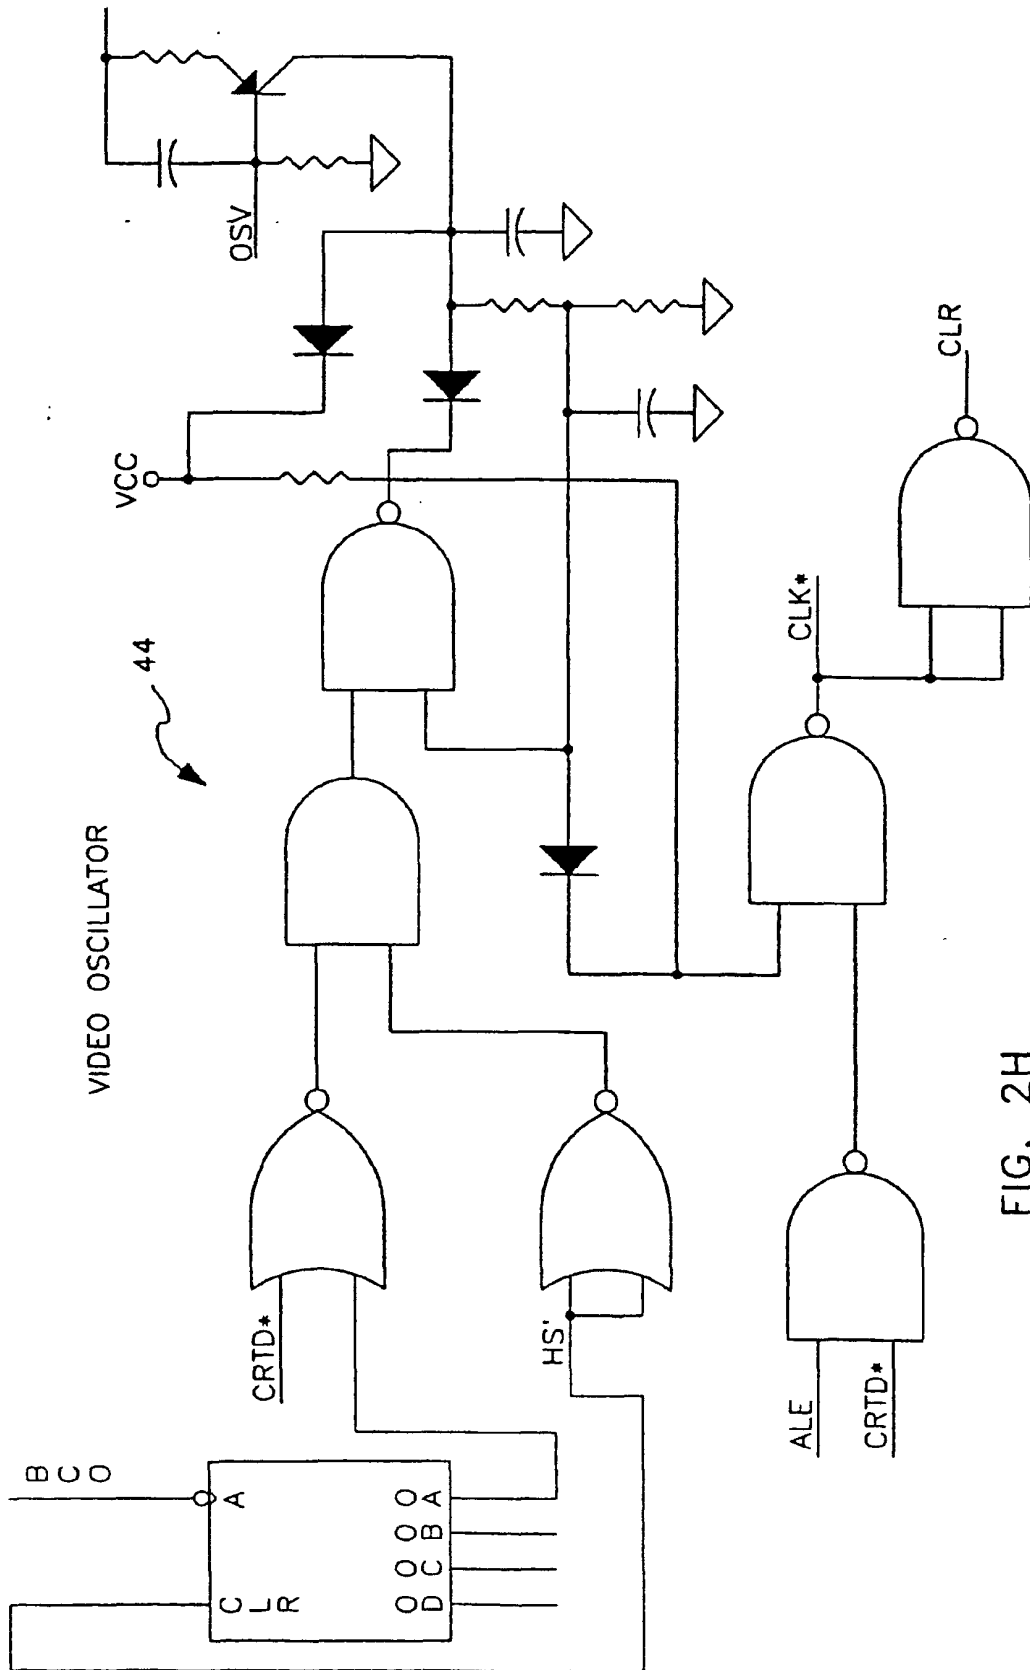 OSV
VCC
44
VIDEO OSCILLATOR
CLR
CLK*
CRTD*
HS'
B
C
O
A
C
L
R
O O O O
D C B A
ALE
CRTD*
FIG. 2H